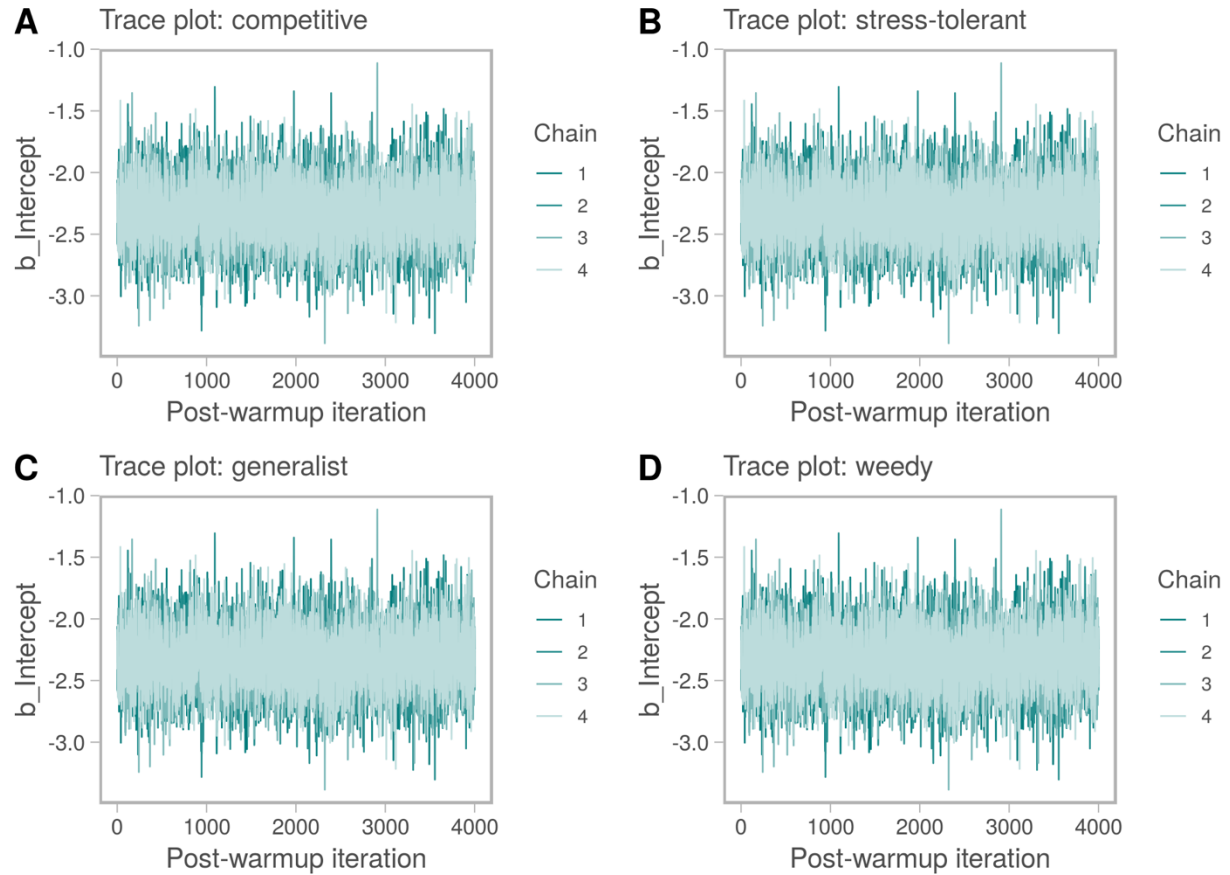 A Trace plot: competitive
-1.0
-1.5
-2.0
-2.5
-3.0
b_Intercept
0 1000 2000 3000 4000
Post-warmup iteration
Chain
1
2
3
4
B Trace plot: stress-tolerant
-1.0
-1.5
-2.0
-2.5
-3.0
b_Intercept
0 1000 2000 3000 4000
Post-warmup iteration
Chain
1
2
3
4
C Trace plot: generalist
-1.0
-1.5
-2.0
-2.5
-3.0
b_Intercept
0 1000 2000 3000 4000
Post-warmup iteration
Chain
1
2
3
4
D Trace plot: weedy
-1.0
-1.5
-2.0
-2.5
-3.0
b_Intercept
0 1000 2000 3000 4000
Post-warmup iteration
Chain
1
2
3
4